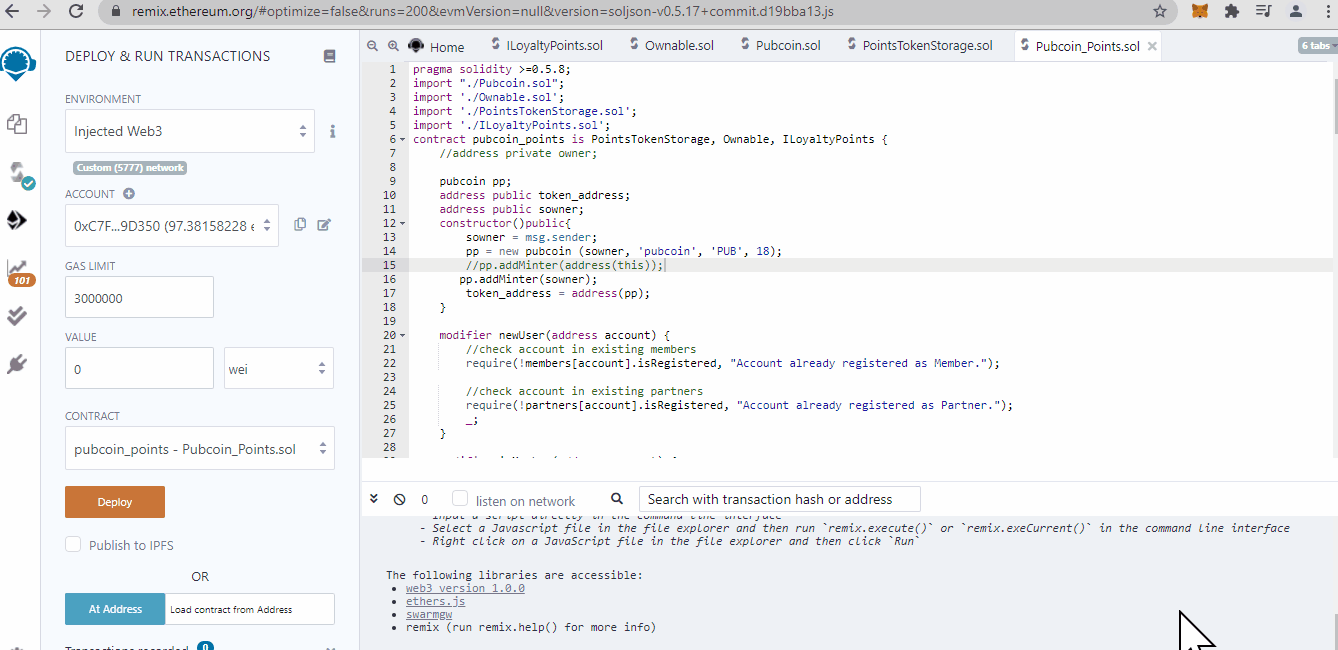 remix.ethereum.org/#optimize=false&runs=200&evmVersion=null&version=soljson-v0.5.17+commit.d19bba13.js
DEPLOY & RUN TRANSACTIONS
ENVIRONMENT
Injected Web3
Custom (5777) network
ACCOUNT
0xC7F...9D350 (97.38158228 e
GAS LIMIT
3000000
VALUE
0
wei
CONTRACT
pubcoin_points - Pubcoin_Points.sol
Deploy
Publish to IPFS
OR
At Address
Load contract from Address
Transactions recorded 0
101
Home
ILoyaltyPoints.sol
Ownable.sol
Pubcoin.sol
PointsTokenStorage.sol
Pubcoin_Points.sol
6 tabs
1 pragma solidity >=0.5.8;
2 import "./Pubcoin.sol";
3 import './Ownable.sol';
4 import './PointsTokenStorage.sol';
5 import './ILoyaltyPoints.sol';
6 contract pubcoin_points is PointsTokenStorage, Ownable, ILoyaltyPoints {
7 //address private owner;
8
9 pubcoin pp;
10 address public token_address;
11 address public sowner;
12 constructor()public{
13 sowner = msg.sender;
14 pp = new pubcoin (sowner, 'pubcoin', 'PUB', 18);
15 //pp.addMinter(address(this));
16 pp.addMinter(sowner);
17 token_address = address(pp);
18 }
19
20 modifier newUser(address account) {
21 //check account in existing members
22 require(!members[account].isRegistered, "Account already registered as Member.");
23
24 //check account in existing partners
25 require(!partners[account].isRegistered, "Account already registered as Partner.");
26 _;
27 }
28
0
listen on network
Search with transaction hash or address
- Input a script directly in the command line interface
- Select a Javascript file in the file explorer and then run `remix.execute()` or `remix.exeCurrent()` in the command line interface
- Right click on a JavaScript file in the file explorer and then click `Run`
The following libraries are accessible:
• web3 version 1.0.0
• ethers.js
• swarmgw
• remix (run remix.help() for more info)